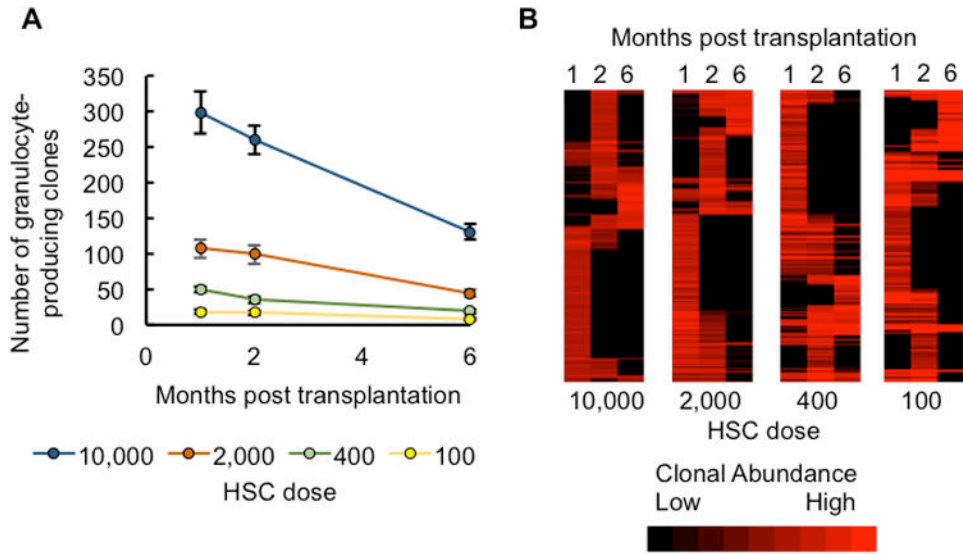 A
Number of granulocyte-
producing clones
350
300
250
200
150
100
50
0
0 2 4 6
Months post transplantation
10,000 2,000 400 100
HSC dose
B
Months post transplantation
1 2 6 1 2 6 1 2 6 1 2 6
10,000 2,000 400 100
HSC dose
Clonal Abundance
Low High